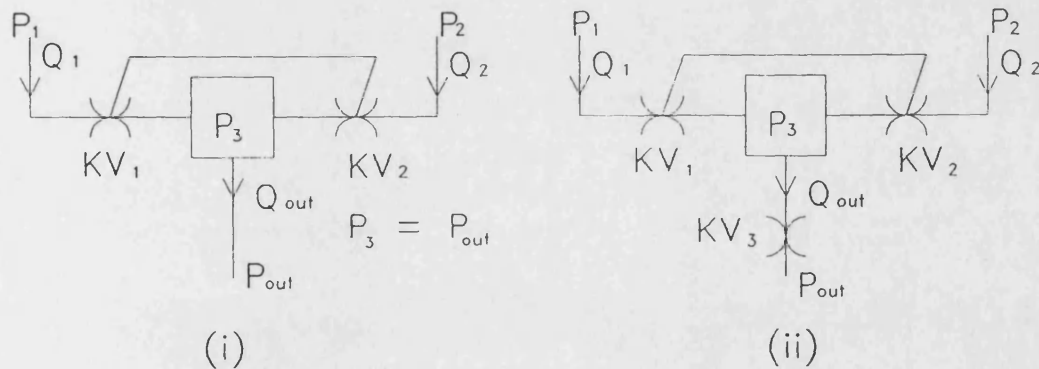 P₁
Q₁
P₂
Q₂
P₃
KV₁
KV₂
Qout
P₃ = Pout
Pout
(i)
P₁
Q₁
P₂
Q₂
P₃
KV₁
KV₂
Qout
KV₃
Pout
(ii)